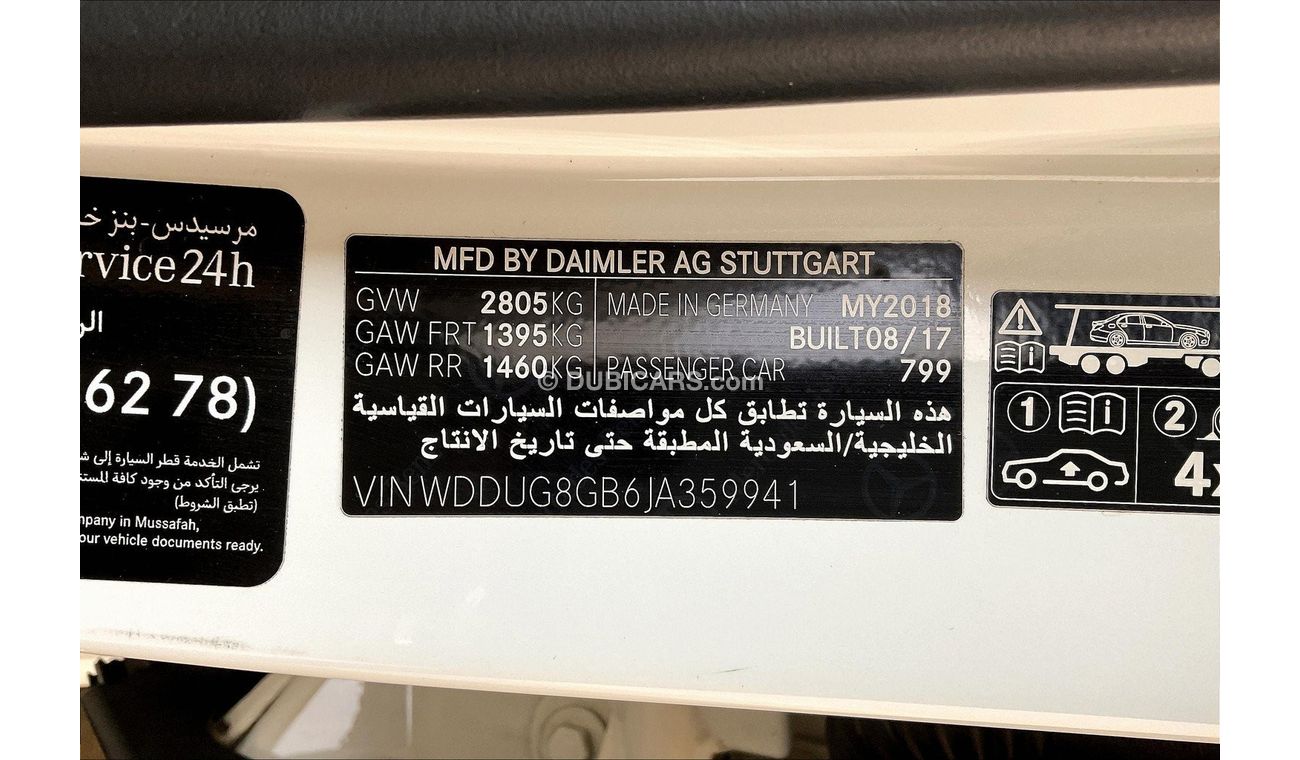 مرسيدس-بنز
rvice24h
62 78)
تشمل الخدمة قطر السيارة إلى
يرجى التأكد من وجود كافة
(تطبق الشروط)
in Mussafah,
our vehicle documents ready.
MFD BY DAIMLER AG STUTTGART
GVW 2805KG MADE IN GERMANY MY2018
GAW FRT 1395KG BUILT08/17
GAW RR 1460KG PASSENGER CAR 799
© DUBICARS.com
هذه السيارة تطابق كل مواصفات السيارات القياسية
الخليجية/السعودية المطبقة حتى تاريخ الانتاج
VIN WDDUG8GB6JA359941
i
1 i 2
4x